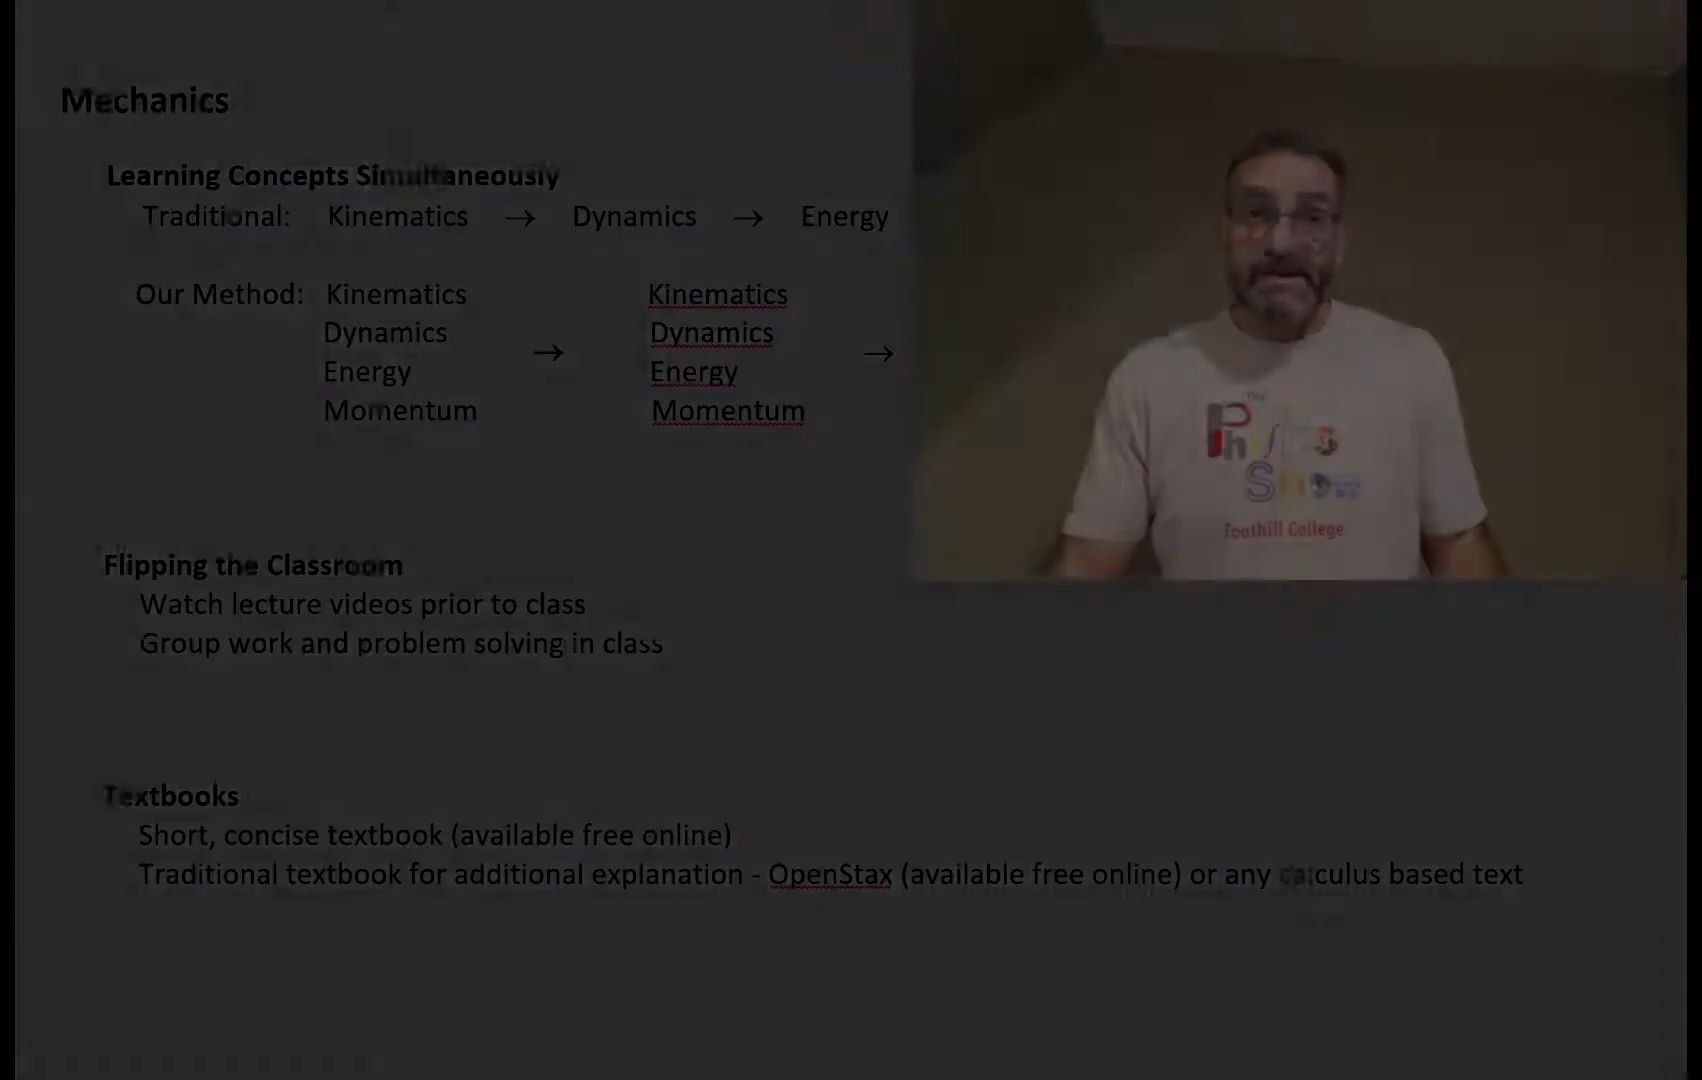 Mechanics
Learning Concepts Simultaneously
Traditional: Kinematics → Dynamics → Energy
Our Method: Kinematics Kinematics
Dynamics Dynamics
→ →
Energy Energy
Momentum Momentum
The
Physics
Show
Foothill College
Flipping the Classroom
Watch lecture videos prior to class
Group work and problem solving in class
Textbooks
Short, concise textbook (available free online)
Traditional textbook for additional explanation - OpenStax (available free online) or any calculus based text